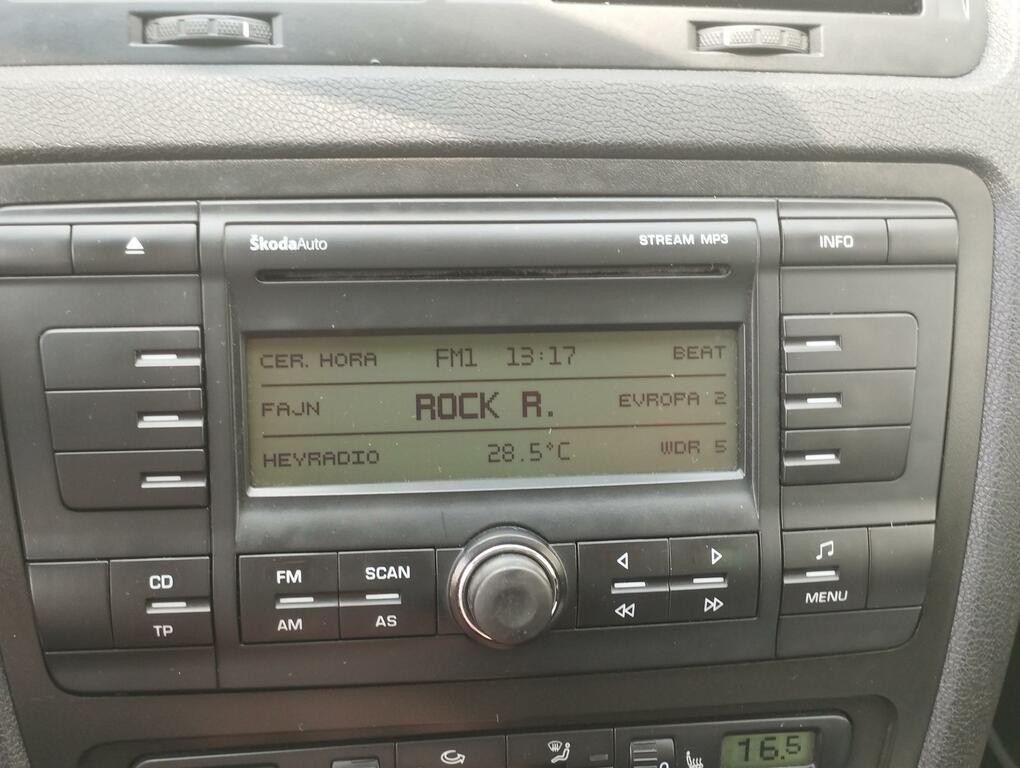 ŠkodaAuto STREAM MP3 INFO
CER. HORA FM1 13:17 BEAT
FAJN ROCK R. EVROPA 2
HEYRADIO 28.5°C WDR 5
CD FM SCAN
TP AM AS MENU
16.5